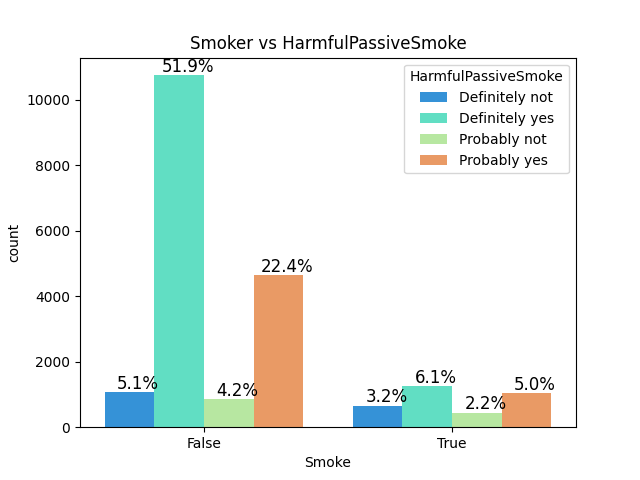 Smoker vs HarmfulPassiveSmoke
HarmfulPassiveSmoke
Definitely not
Definitely yes
Probably not
Probably yes
count
10000
8000
6000
4000
2000
0
5.1%
51.9%
4.2%
22.4%
3.2%
6.1%
2.2%
5.0%
False
True
Smoke